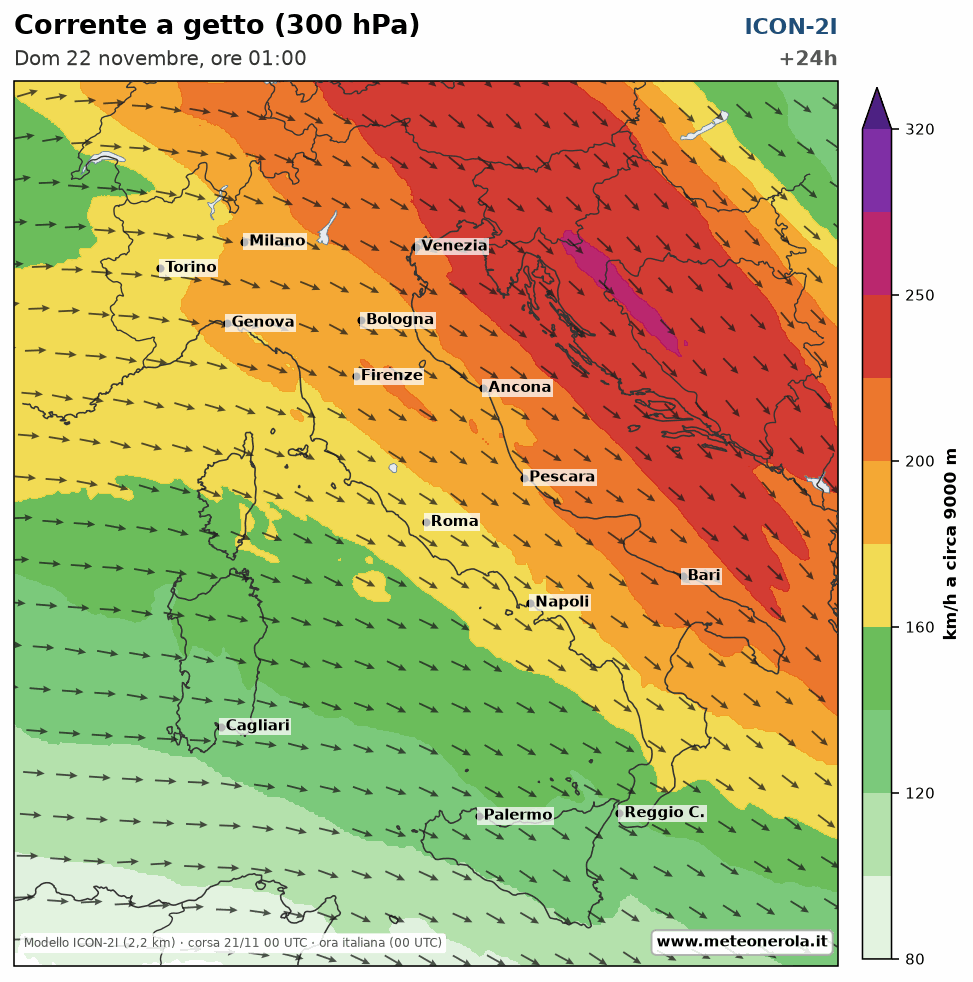 Corrente a getto (300 hPa)
ICON-2I
Dom 22 novembre, ore 01:00
+24h
320
250
200
160
120
80
km/h a circa 9000 m
Milano
Venezia
Torino
Genova
Bologna
Firenze
Ancona
Pescara
Roma
Bari
Napoli
Cagliari
Palermo
Reggio C.
Modello ICON-2I (2,2 km) · corsa 21/11 00 UTC · ora italiana (00 UTC)
www.meteonerola.it